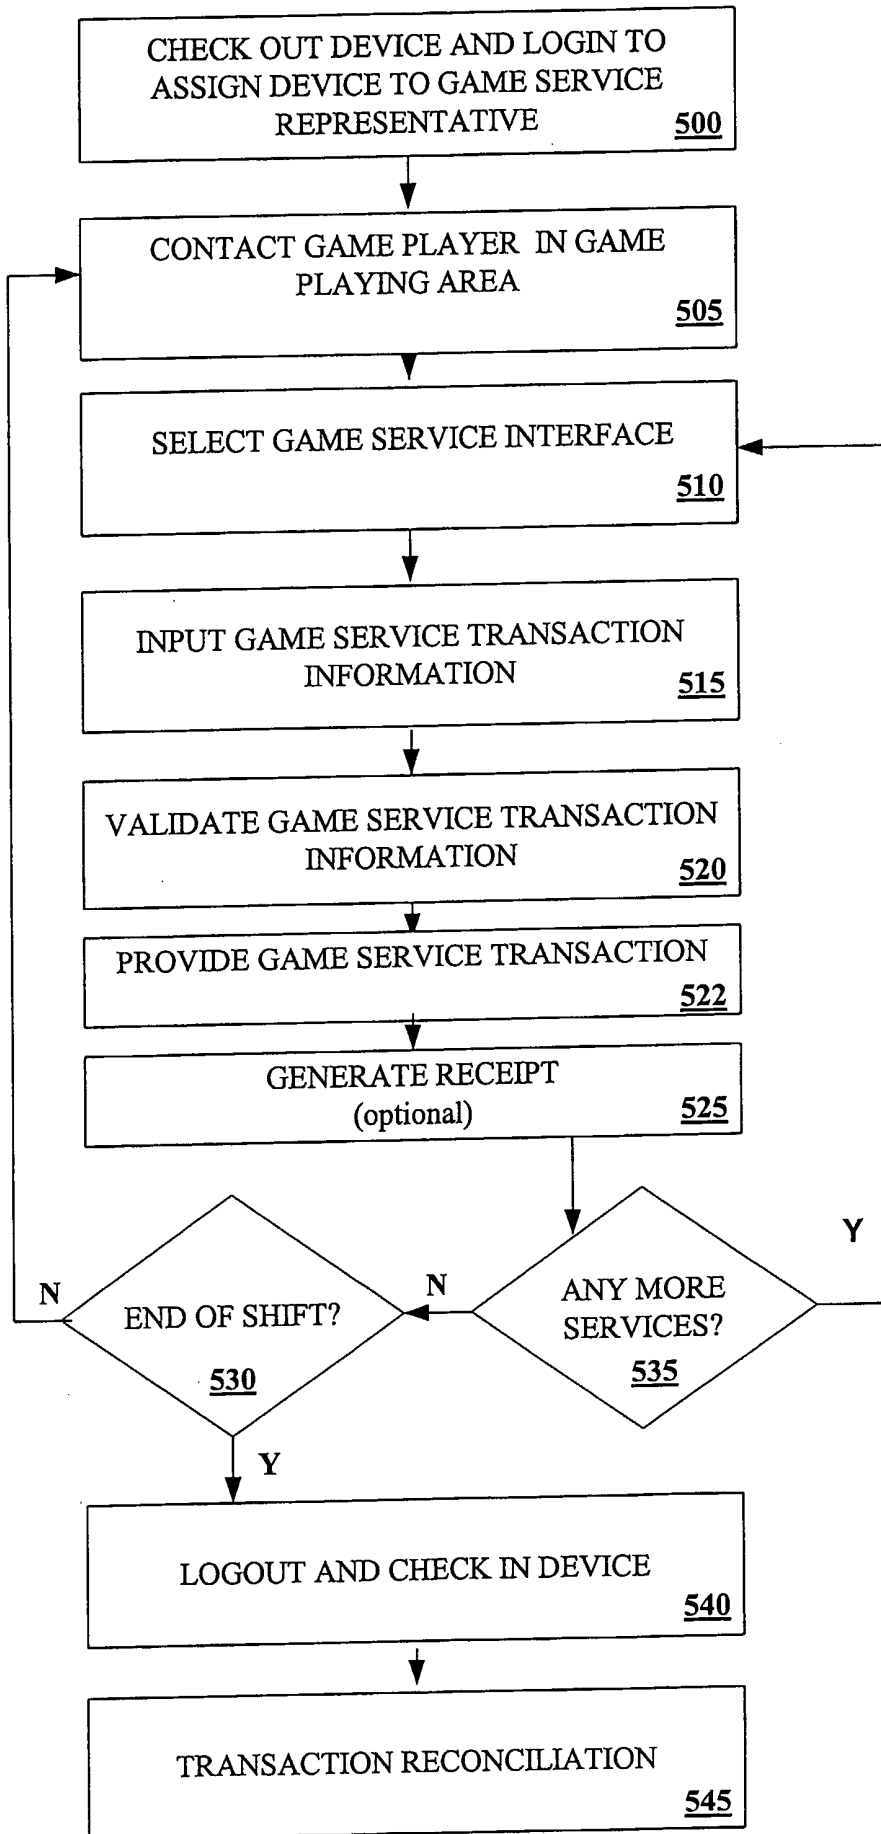 CHECK OUT DEVICE AND LOGIN TO
ASSIGN DEVICE TO GAME SERVICE
REPRESENTATIVE
500
CONTACT GAME PLAYER IN GAME
PLAYING AREA
505
SELECT GAME SERVICE INTERFACE
510
INPUT GAME SERVICE TRANSACTION
INFORMATION
515
VALIDATE GAME SERVICE TRANSACTION
INFORMATION
520
PROVIDE GAME SERVICE TRANSACTION
522
GENERATE RECEIPT
(optional)
525
ANY MORE
SERVICES?
535
Y
N
END OF SHIFT?
530
N
Y
LOGOUT AND CHECK IN DEVICE
540
TRANSACTION RECONCILIATION
545